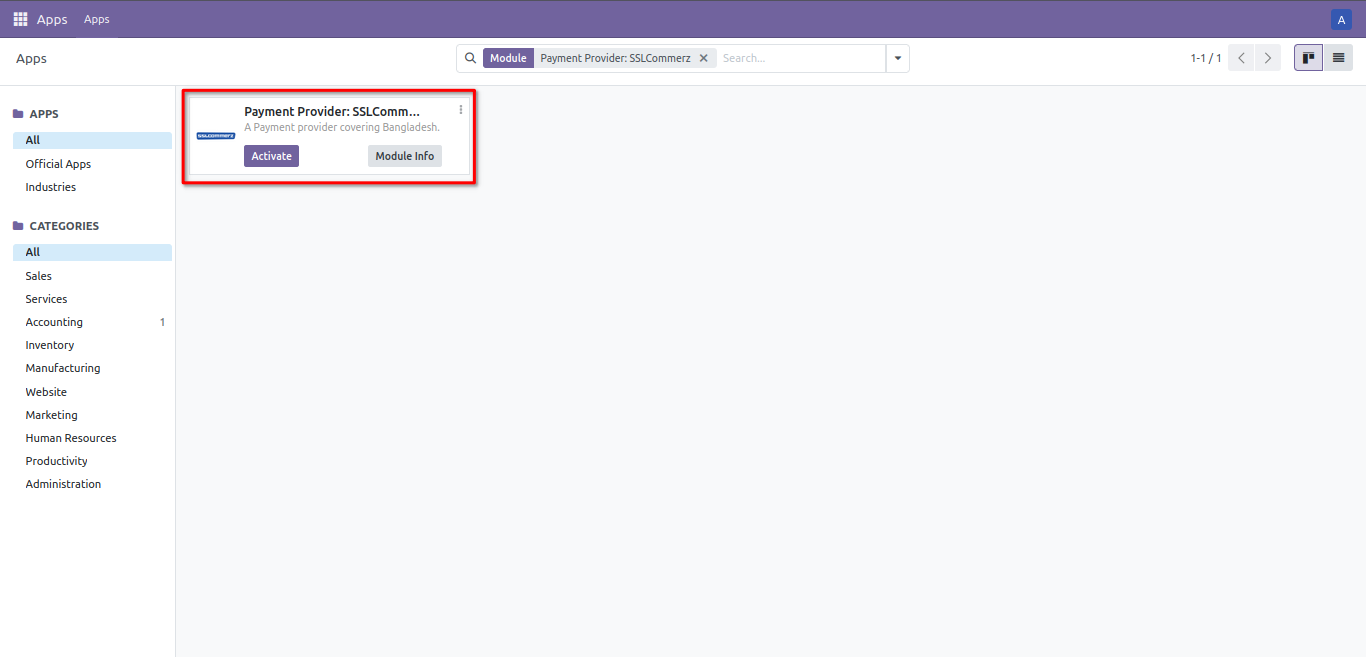 Apps Apps A
Apps Module Payment Provider: SSLCommerz Search... 1-1 / 1
APPS
All
Official Apps
Industries
CATEGORIES
All
Sales
Services
Accounting 1
Inventory
Manufacturing
Website
Marketing
Human Resources
Productivity
Administration
Payment Provider: SSLComm...
A Payment provider covering Bangladesh.
SSLCOMMERZ
Activate Module Info